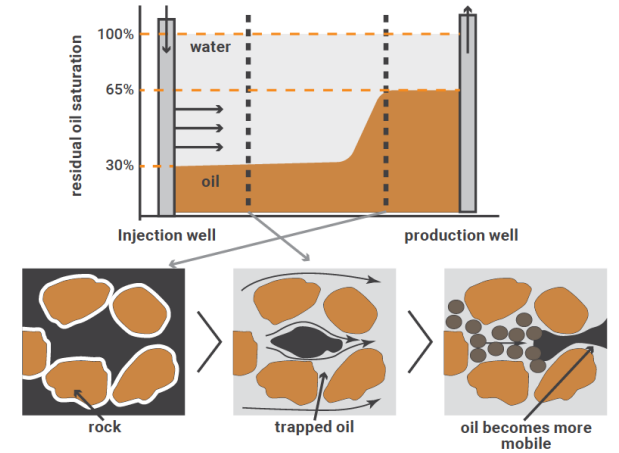 residual oil saturation
100%
water
65%
30%
oil
Injection well
production well
rock
trapped oil
oil becomes more
mobile